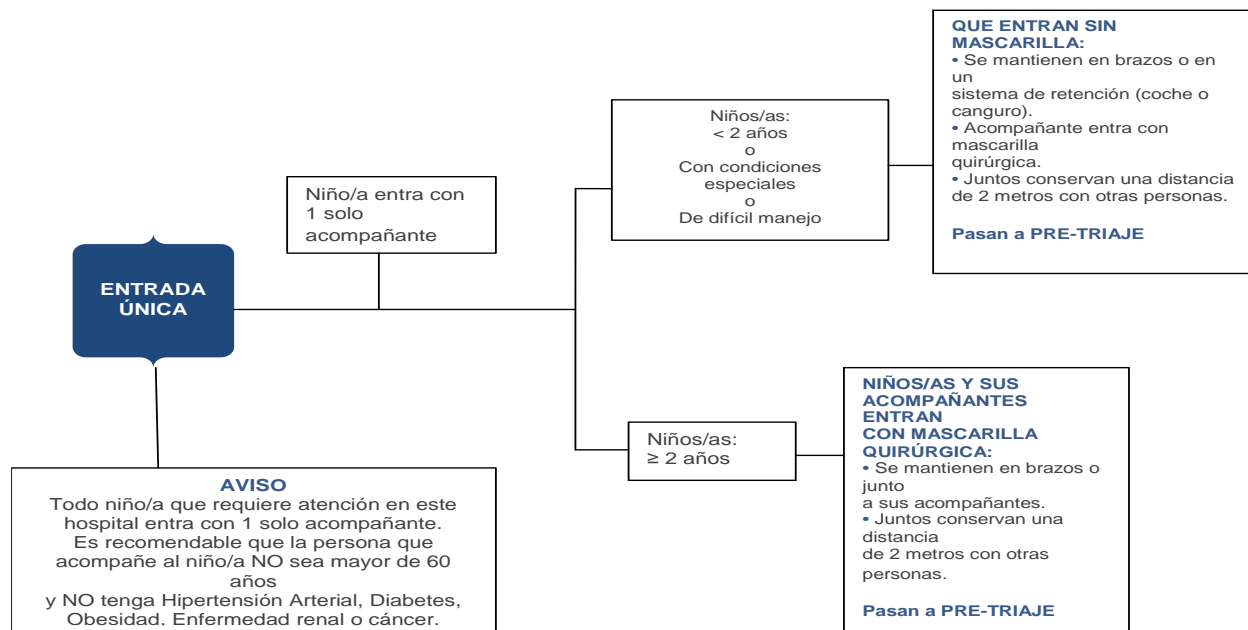 ENTRADA
ÚNICA
Niño/a entra con
1 solo
acompañante
AVISO
Todo niño/a que requiere atención en este
hospital entra con 1 solo acompañante.
Es recomendable que la persona que
acompañe al niño/a NO sea mayor de 60
años
y NO tenga Hipertensión Arterial, Diabetes,
Obesidad, Enfermedad renal o cáncer.
Niños/as:
< 2 años
o
Con condiciones
especiales
o
De difícil manejo
QUE ENTRAN SIN
MASCARILLA:
• Se mantienen en brazos o en
un
sistema de retención (coche o
canguro).
• Acompañante entra con
mascarilla
quirúrgica.
• Juntos conservan una distancia
de 2 metros con otras personas.
Pasan a PRE-TRIAJE
Niños/as:
≥ 2 años
NIÑOS/AS Y SUS
ACOMPAÑANTES
ENTRAN
CON MASCARILLA
QUIRÚRGICA:
• Se mantienen en brazos o
junto
a sus acompañantes.
• Juntos conservan una
distancia
de 2 metros con otras
personas.
Pasan a PRE-TRIAJE